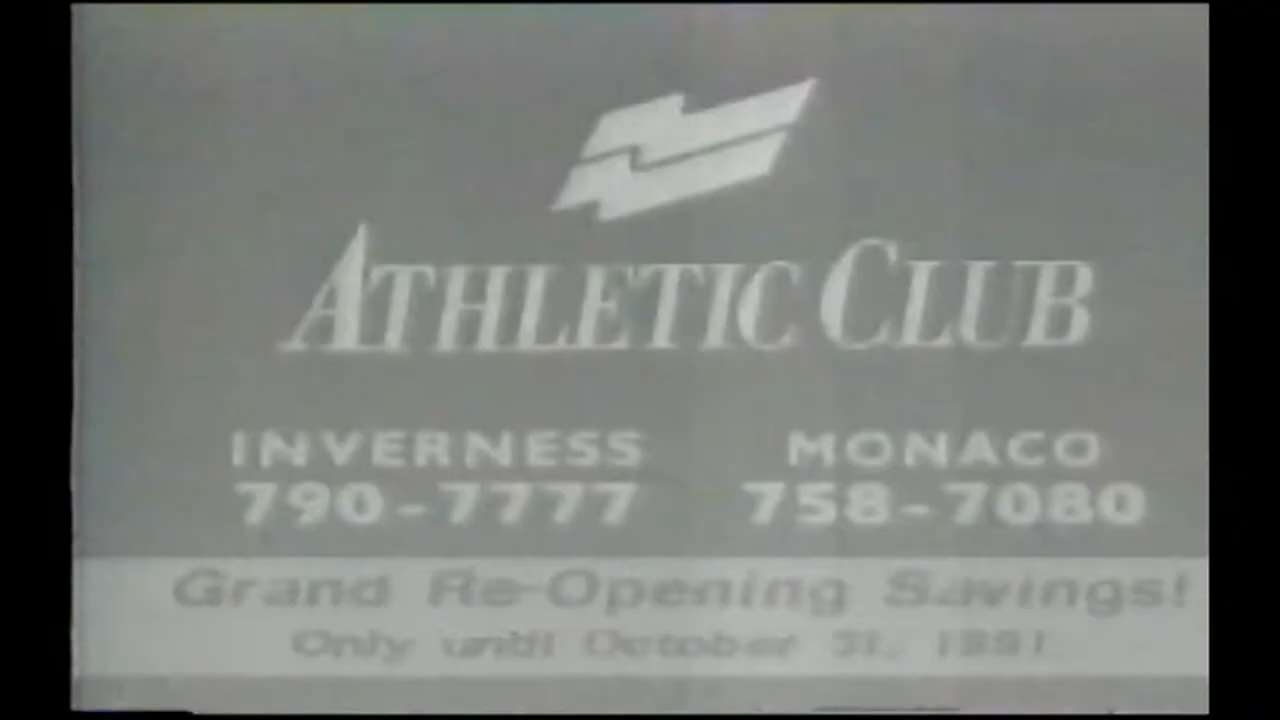 ATHLETIC CLUB
INVERNESS MONACO
790-7777 758-7080
Grand Re-Opening Savings!
Only until October 31, 1991